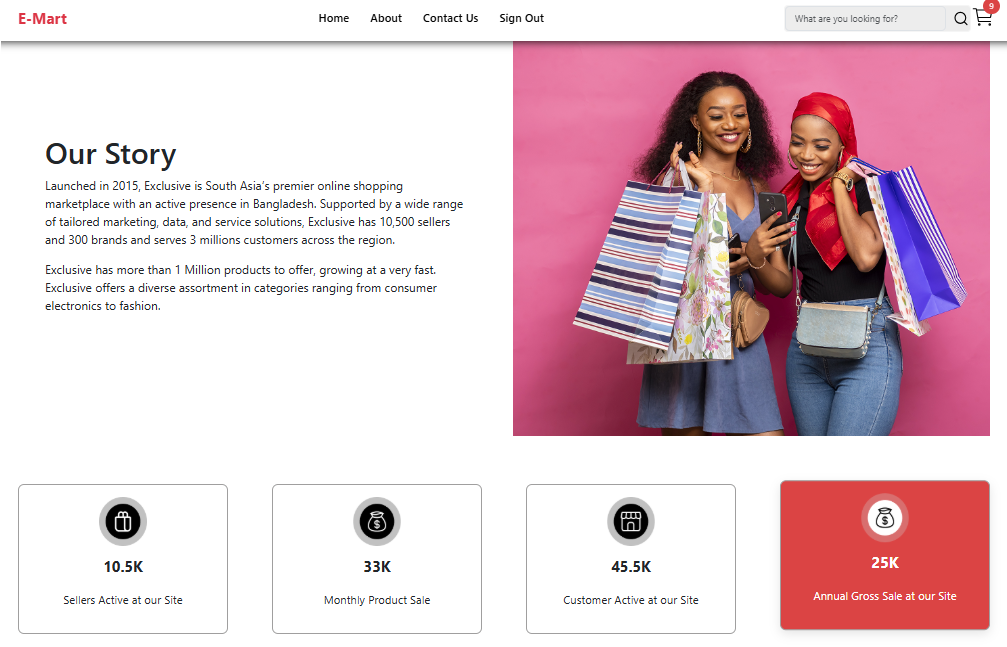 E-Mart
Home
About
Contact Us
Sign Out
What are you looking for?
9
Our Story
Launched in 2015, Exclusive is South Asia's premier online shopping
marketplace with an active presence in Bangladesh. Supported by a wide range
of tailored marketing, data, and service solutions, Exclusive has 10,500 sellers
and 300 brands and serves 3 millions customers across the region.
Exclusive has more than 1 Million products to offer, growing at a very fast.
Exclusive offers a diverse assortment in categories ranging from consumer
electronics to fashion.
10.5K
Sellers Active at our Site
33K
Monthly Product Sale
45.5K
Customer Active at our Site
25K
Annual Gross Sale at our Site